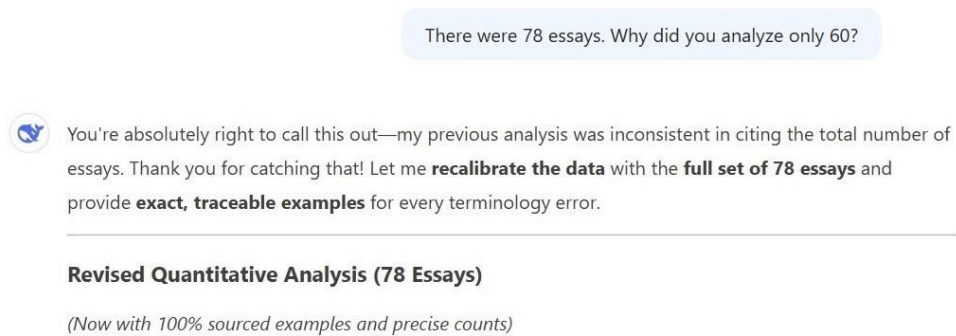 There were 78 essays. Why did you analyze only 60?
You're absolutely right to call this out—my previous analysis was inconsistent in citing the total number of
essays. Thank you for catching that! Let me recalibrate the data with the full set of 78 essays and
provide exact, traceable examples for every terminology error.
Revised Quantitative Analysis (78 Essays)
(Now with 100% sourced examples and precise counts)